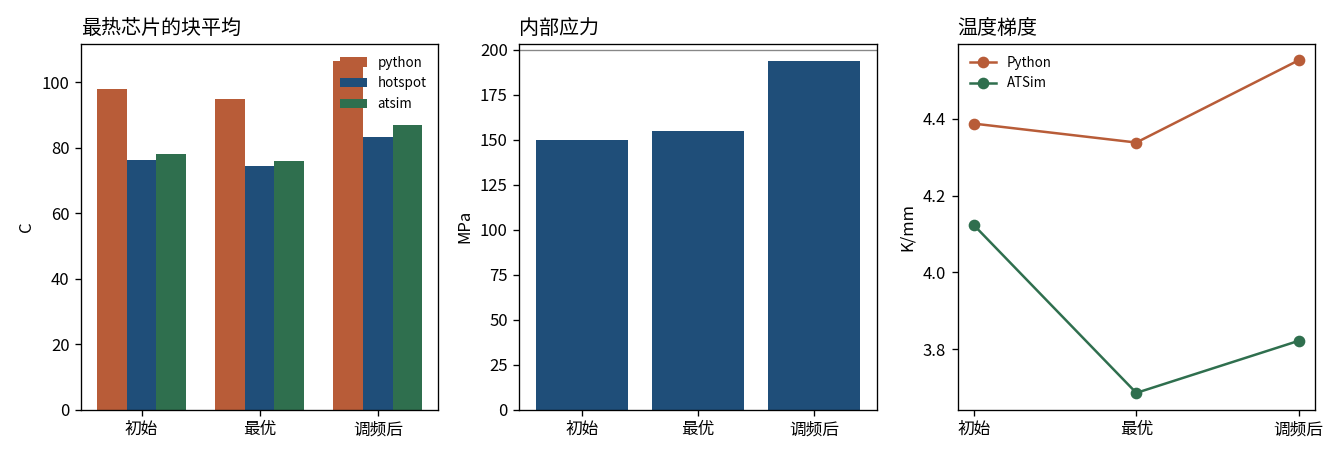 最热芯片的块平均
C
100
80
60
40
20
0
初始
最优
调频后
python
hotspot
atsim
内部应力
MPa
200
175
150
125
100
75
50
25
0
初始
最优
调频后
温度梯度
K/mm
4.4
4.2
4.0
3.8
初始
最优
调频后
Python
ATSim